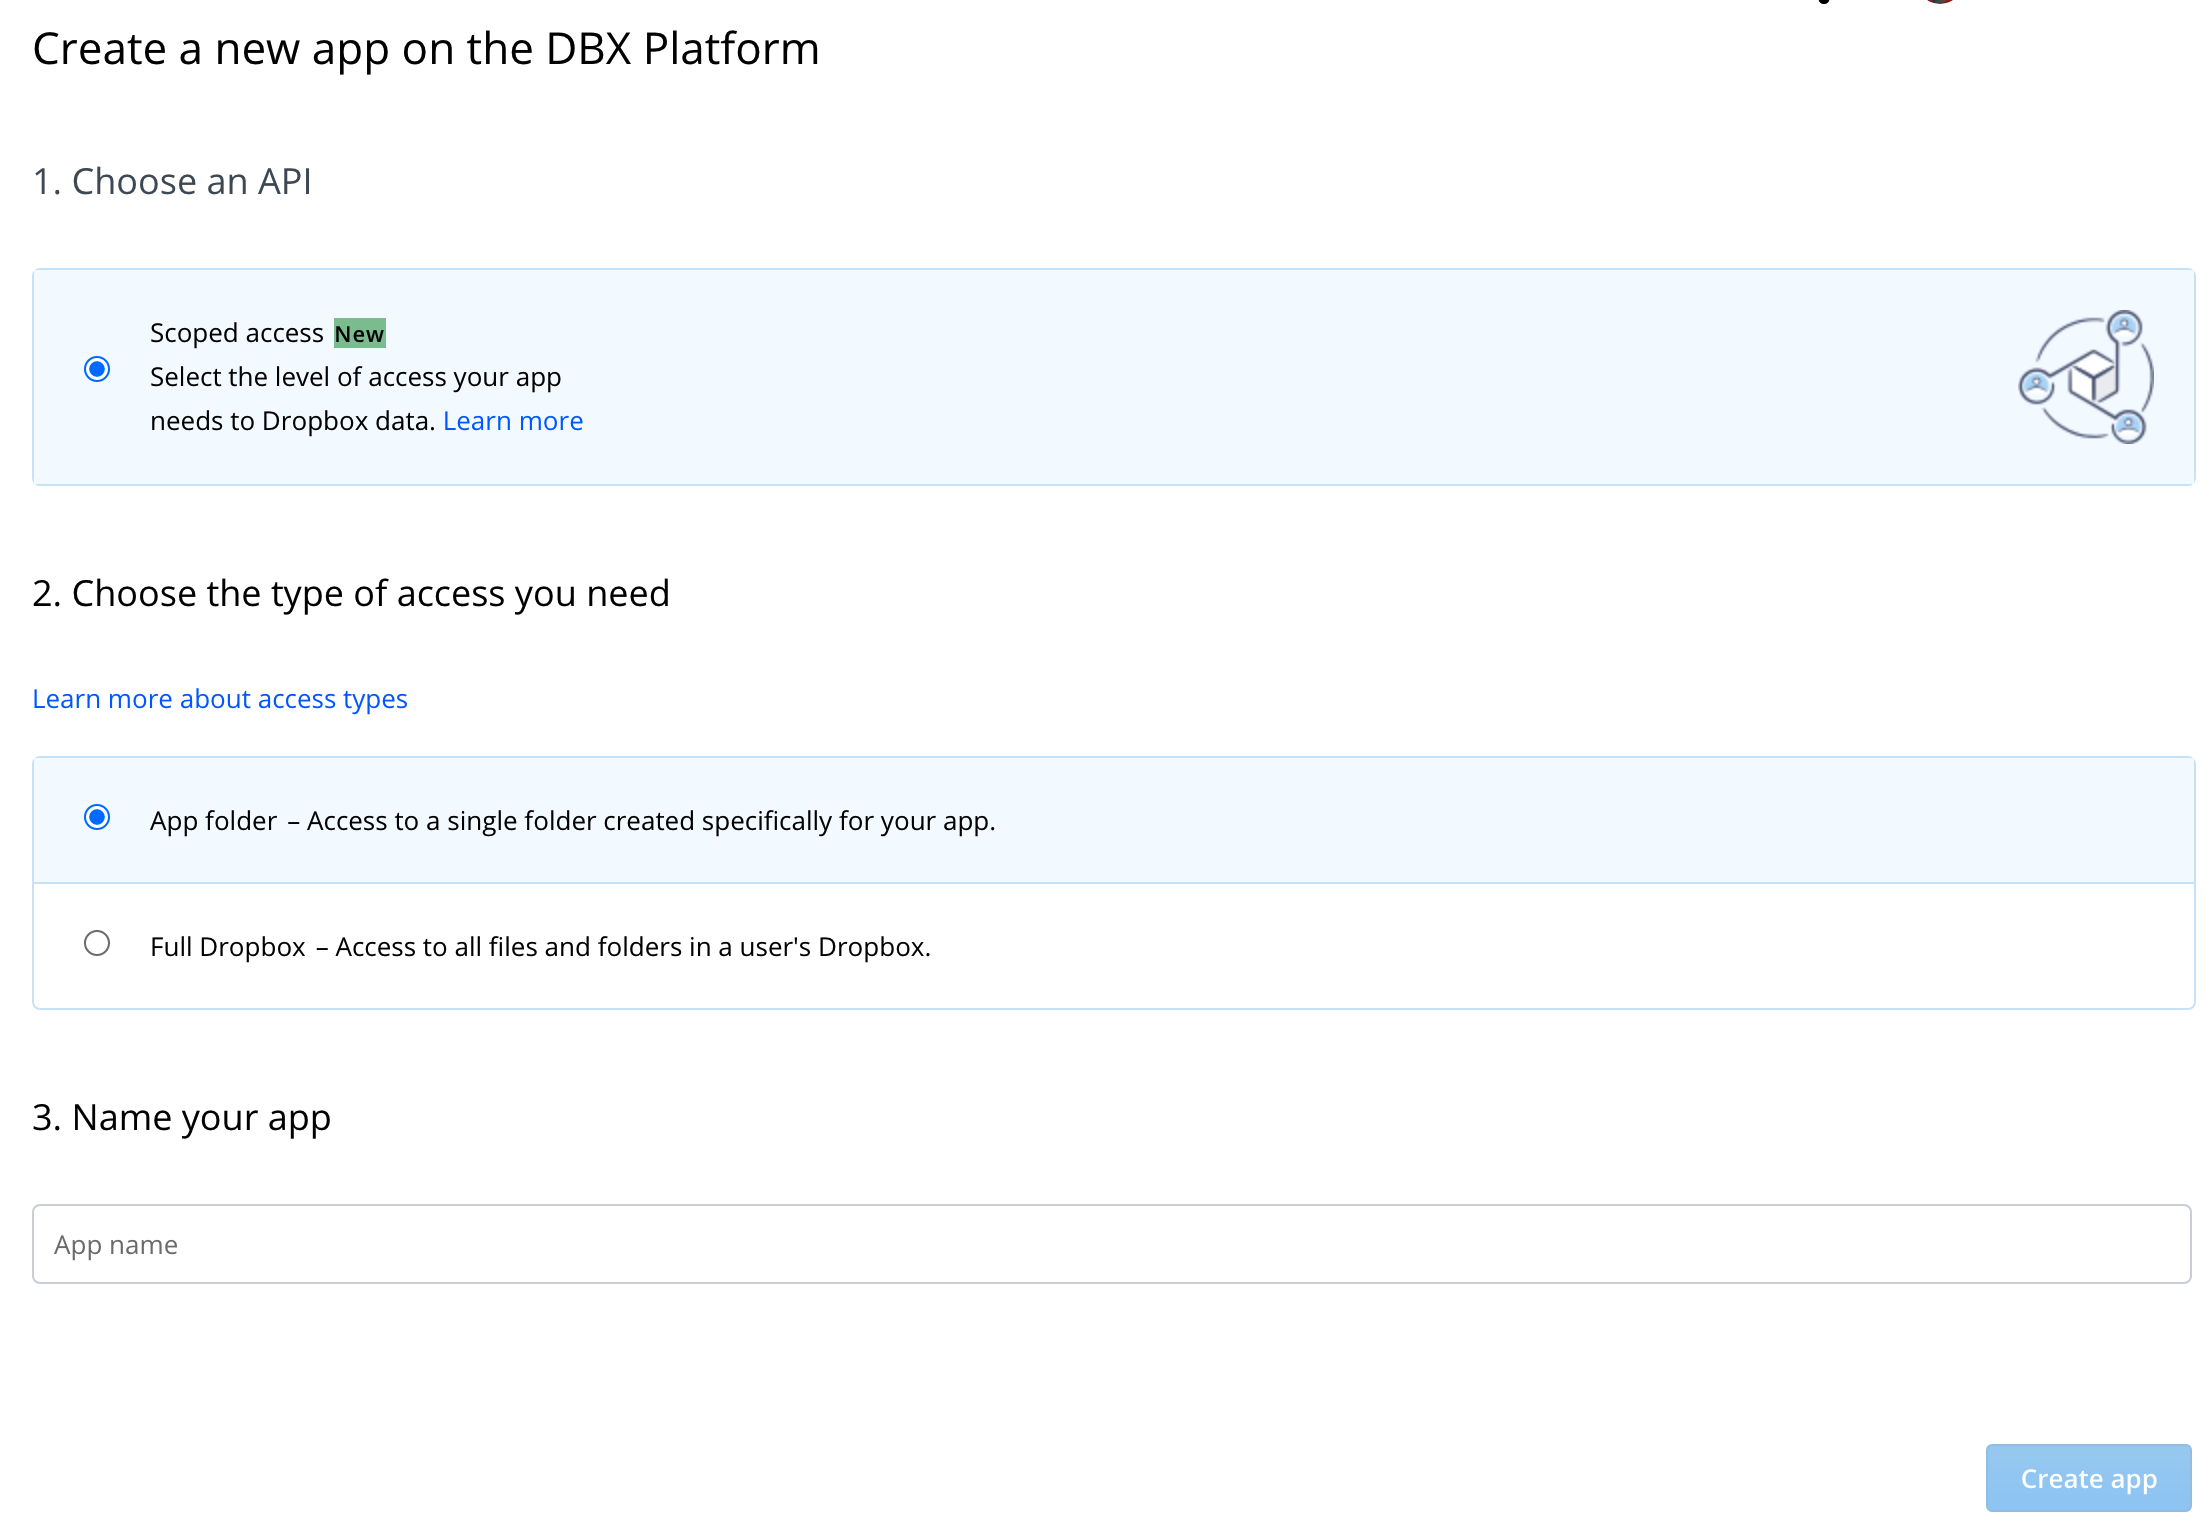 Create a new app on the DBX Platform
1. Choose an API
Scoped access New
Select the level of access your app
needs to Dropbox data. Learn more
2. Choose the type of access you need
Learn more about access types
App folder – Access to a single folder created specifically for your app.
Full Dropbox – Access to all files and folders in a user's Dropbox.
3. Name your app
App name
Create app